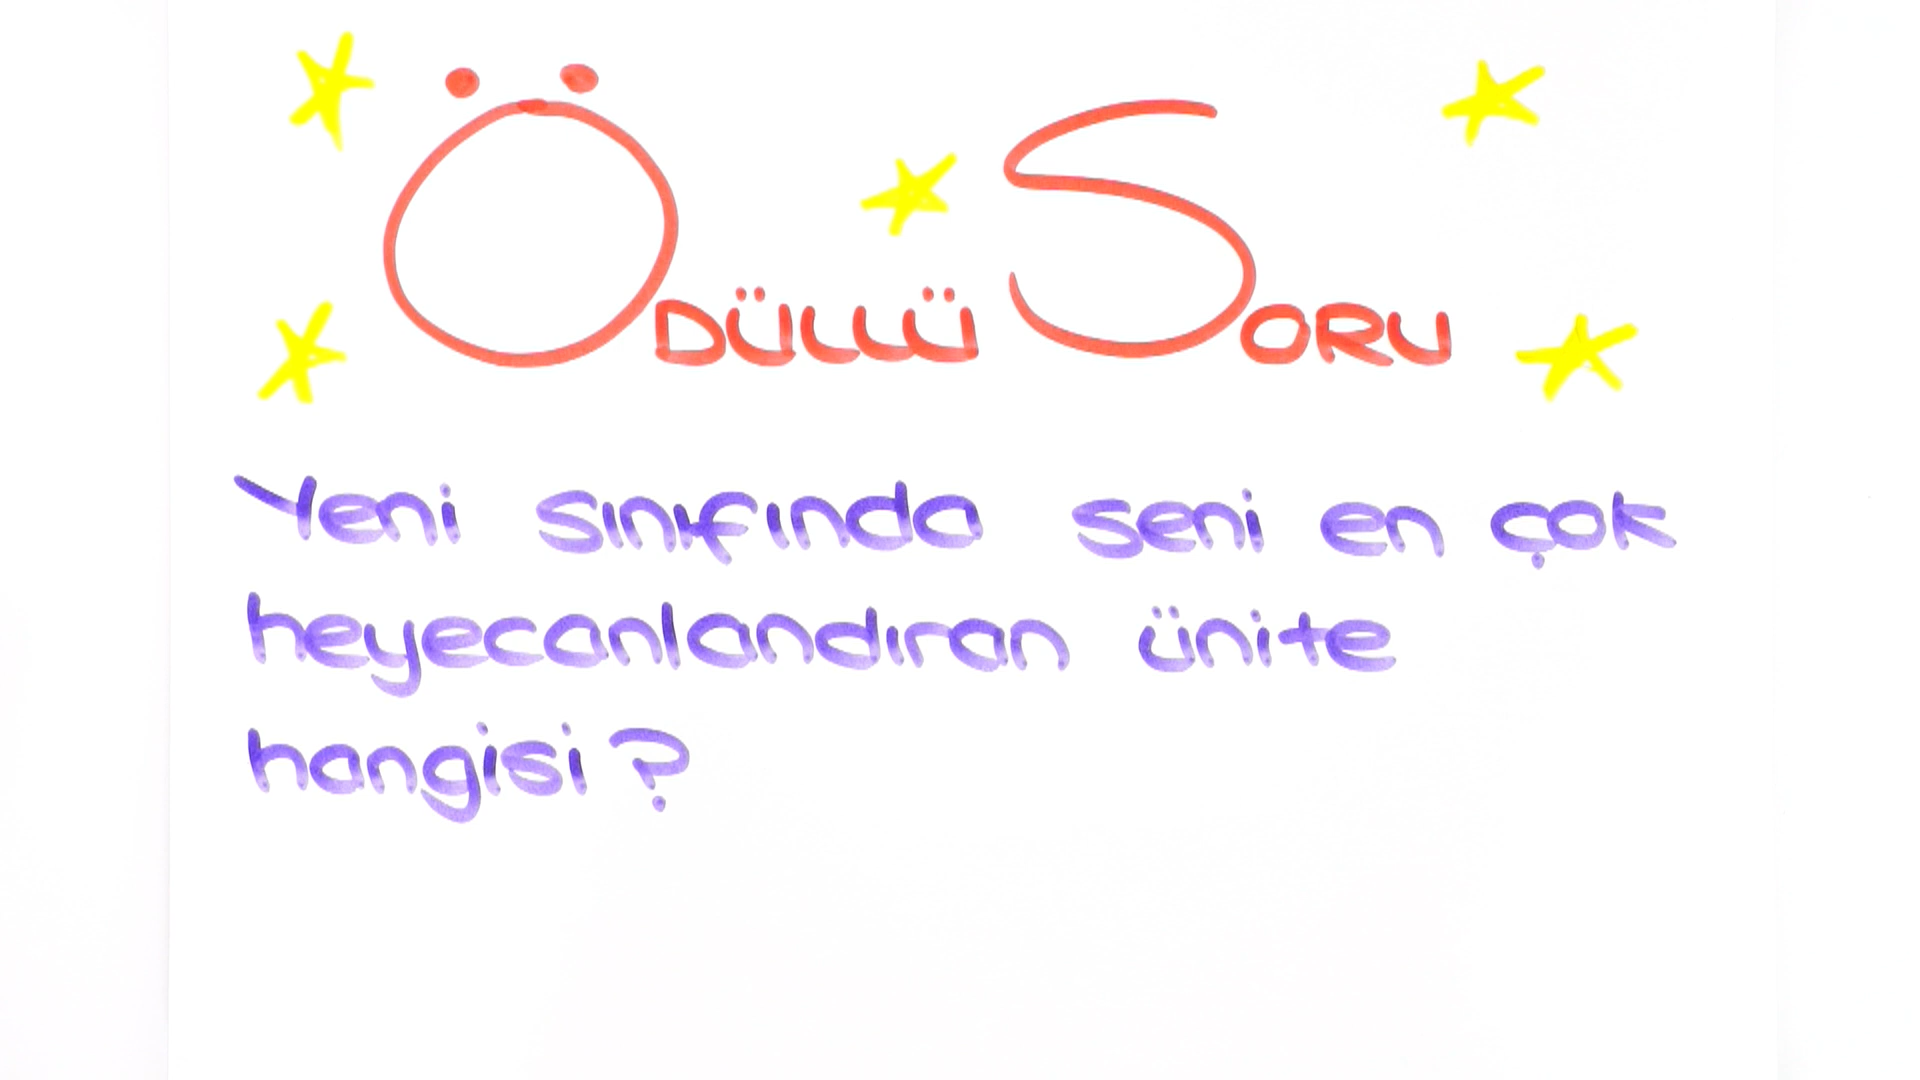 ÖDÜLLÜ SORU
Yeni sınıfında seni en çok
heyecanlandıran ünite
hangisi?